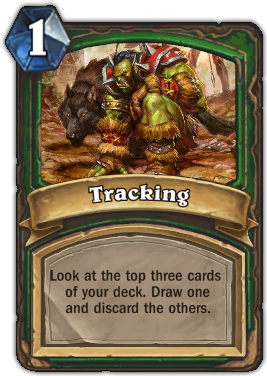 1
Tracking
Look at the top three cards
of your deck. Draw one
and discard the others.